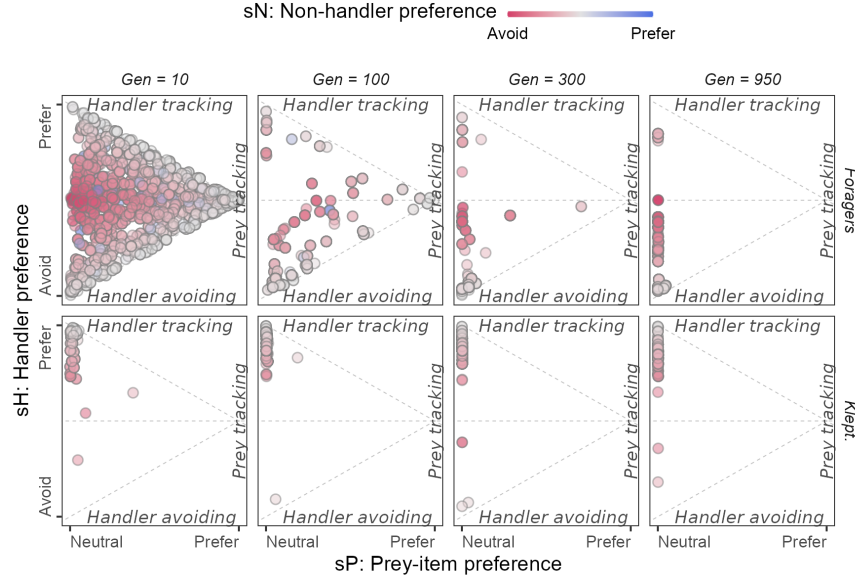 sN: Non-handler preference
Avoid Prefer
Gen = 10 Gen = 100 Gen = 300 Gen = 950
Handler tracking Handler tracking Handler tracking Handler tracking
Prefer
Prey tracking Prey tracking Prey tracking Prey tracking
Foragers
Avoid
Handler avoiding Handler avoiding Handler avoiding Handler avoiding
sH: Handler preference
Handler tracking Handler tracking Handler tracking Handler tracking
Prefer
Prey tracking Prey tracking Prey tracking Prey tracking
Klept.
Avoid
Handler avoiding Handler avoiding Handler avoiding Handler avoiding
Neutral Prefer Neutral Prefer Neutral Prefer Neutral Prefer
sP: Prey-item preference